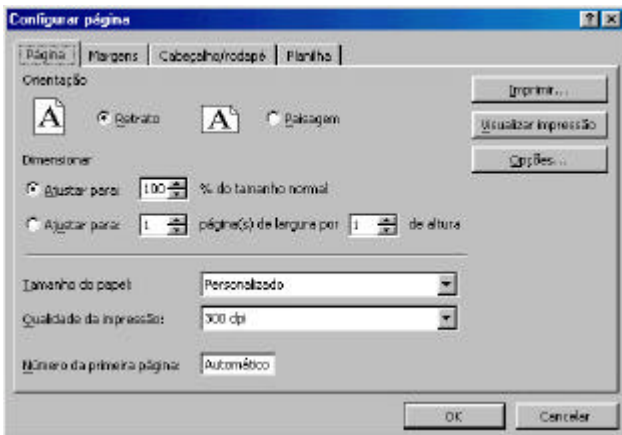 Configurar página
Página Margens Cabeçalho/rodapé Planilha
Orientação
A Retrato A Paisagem
Imprimir...
Visualizar impressão
Opções...
Dimensionar
Ajustar para: 100 % do tamanho normal
Ajustar para: 1 página(s) de largura por 1 de altura
Tamanho do papel: Personalizado
Qualidade da impressão: 300 dpi
Número da primeira página: Automático
OK Cancelar